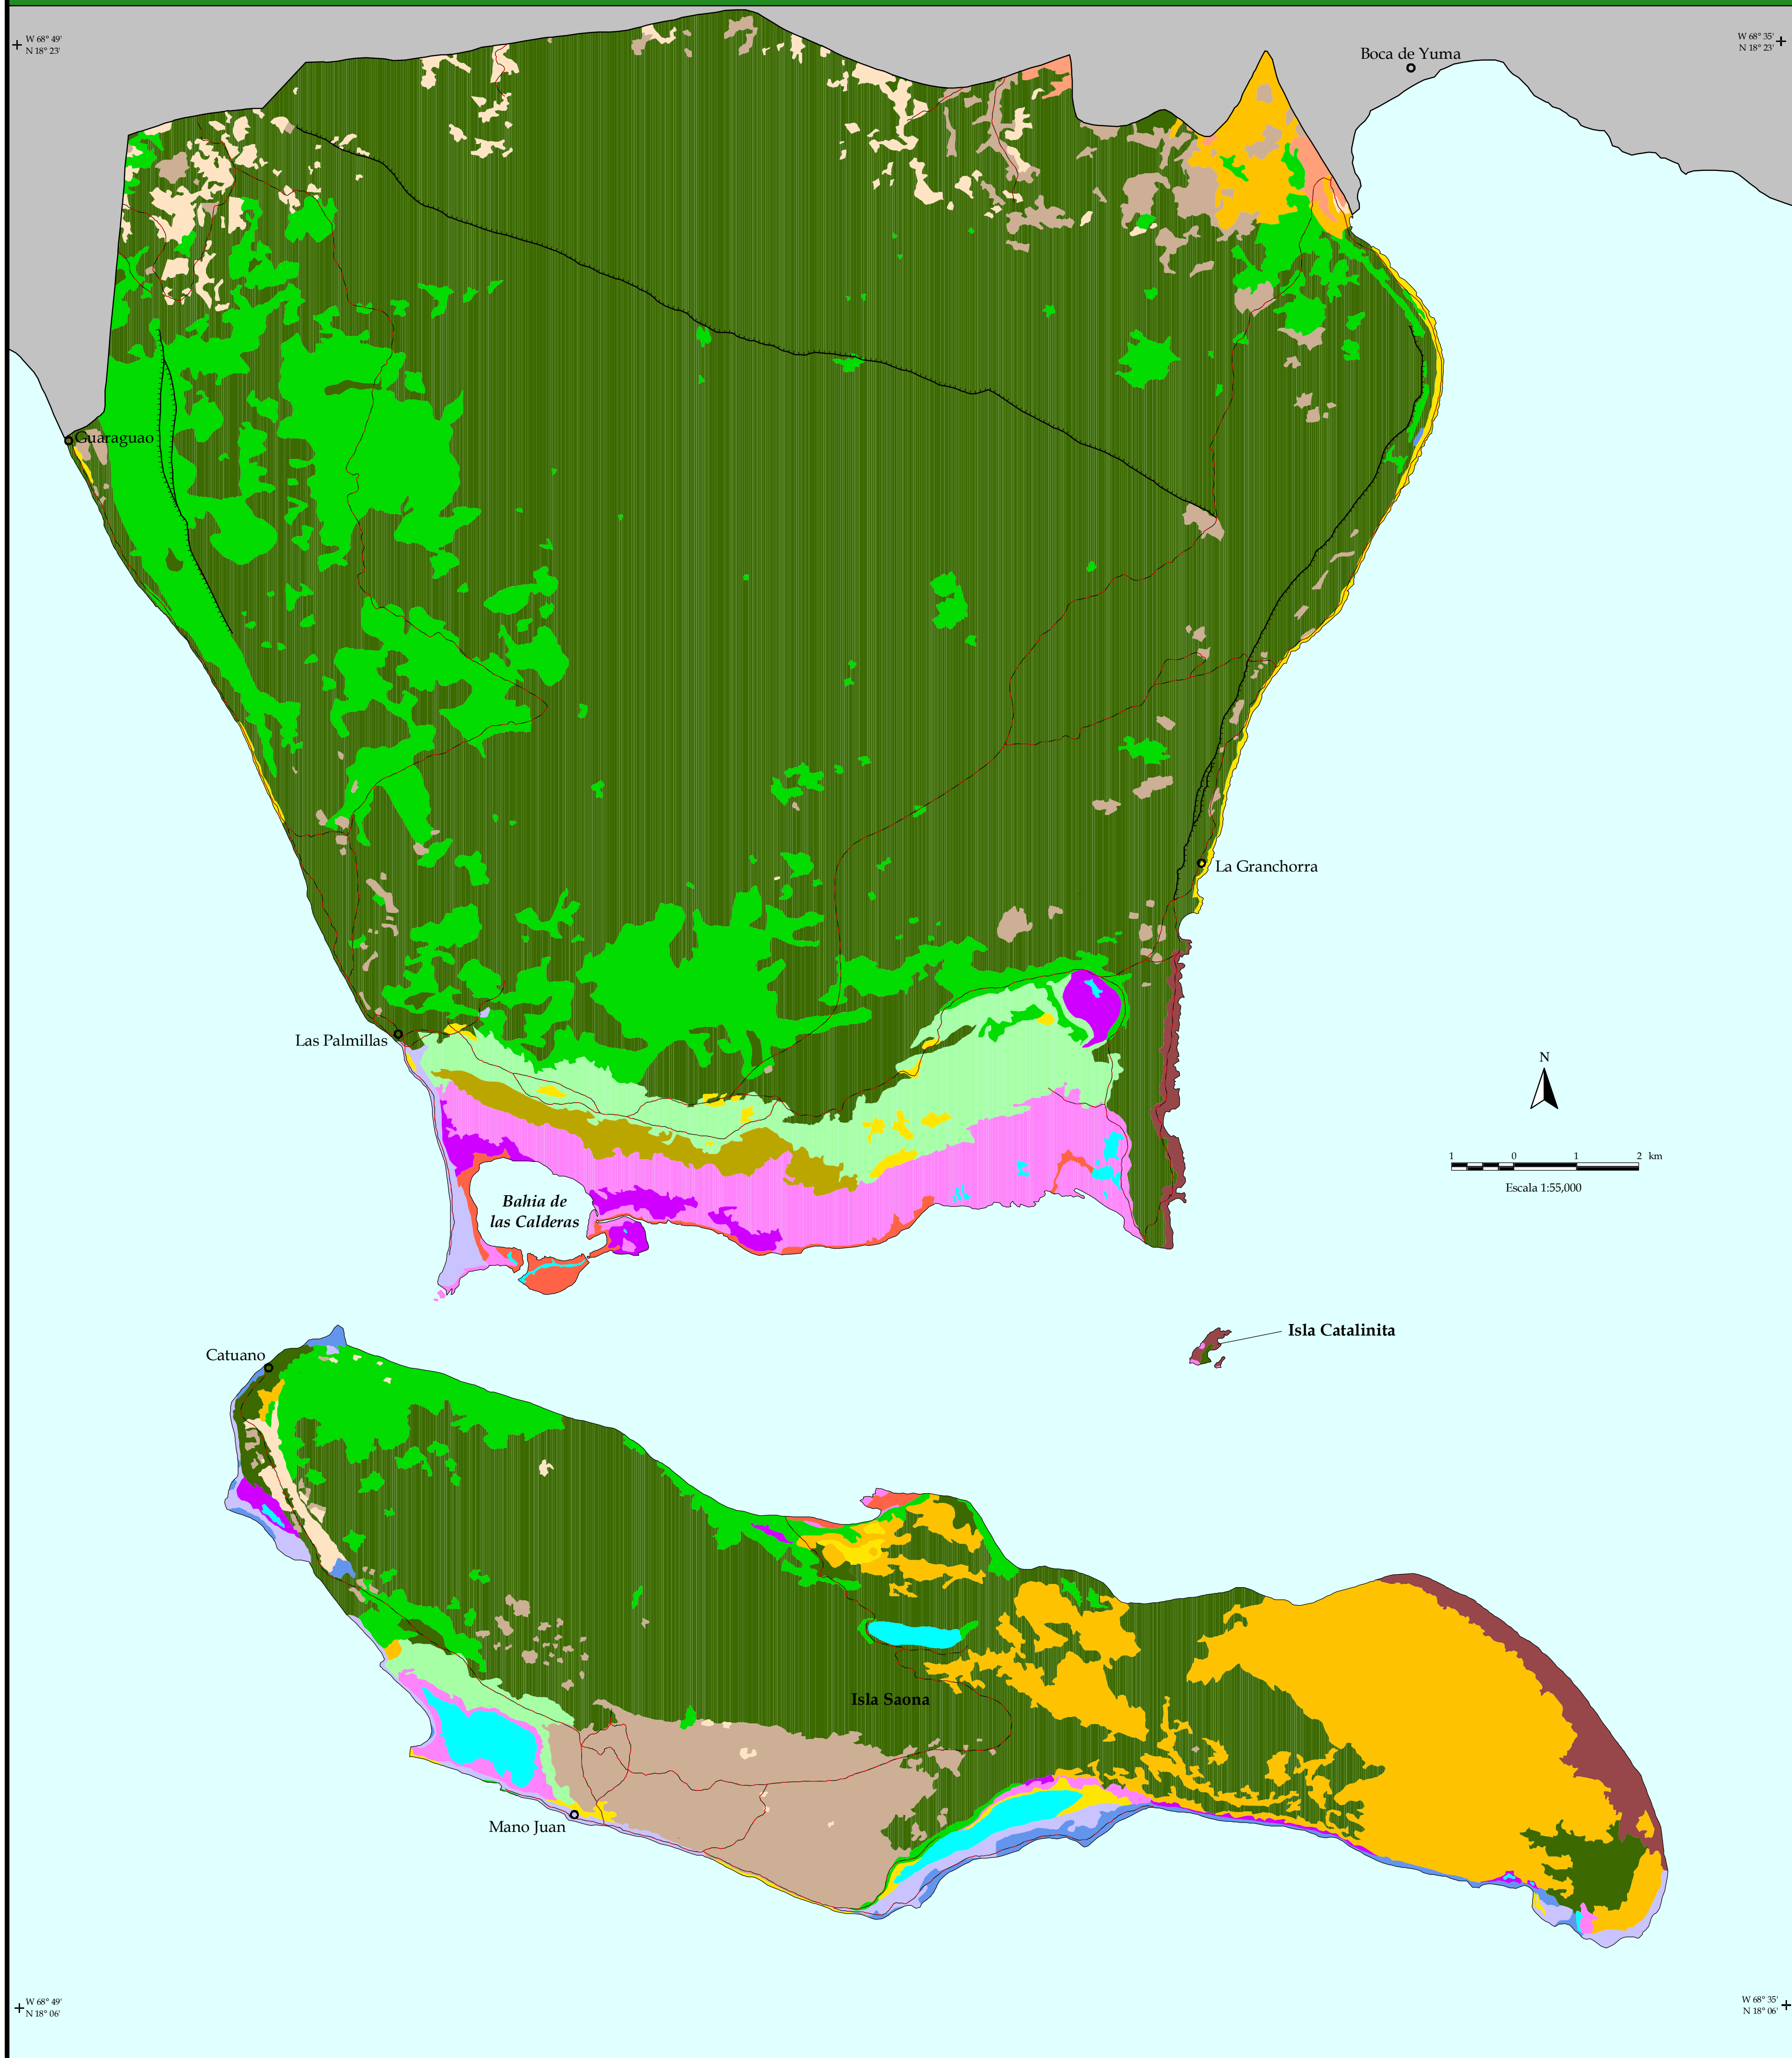 W 68° 49'
N 18° 23'
W 68° 35'
N 18° 23'
Boca de Yuma
Guaraguao
La Granchorra
Las Palmillas
N
1 0 1 2 km
Escala 1:55,000
Bahia de
las Calderas
Isla Catalinita
Catuano
Isla Saona
Mano Juan
W 68° 49'
N 18° 06'
W 68° 35'
N 18° 06'